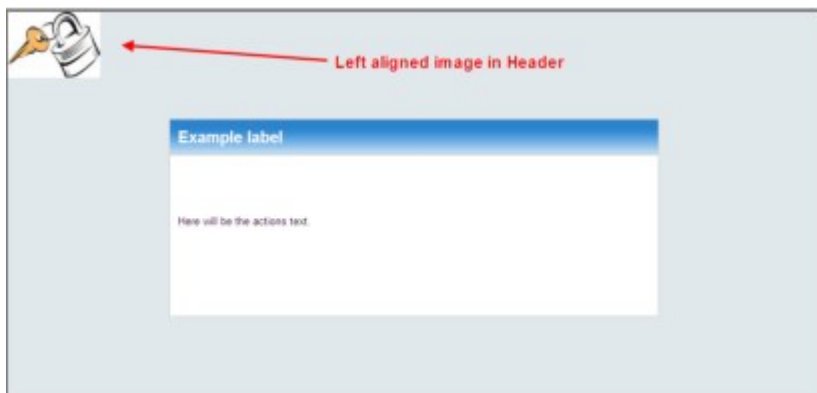 Left aligned image in Header
Example label
Here will be the actions text.